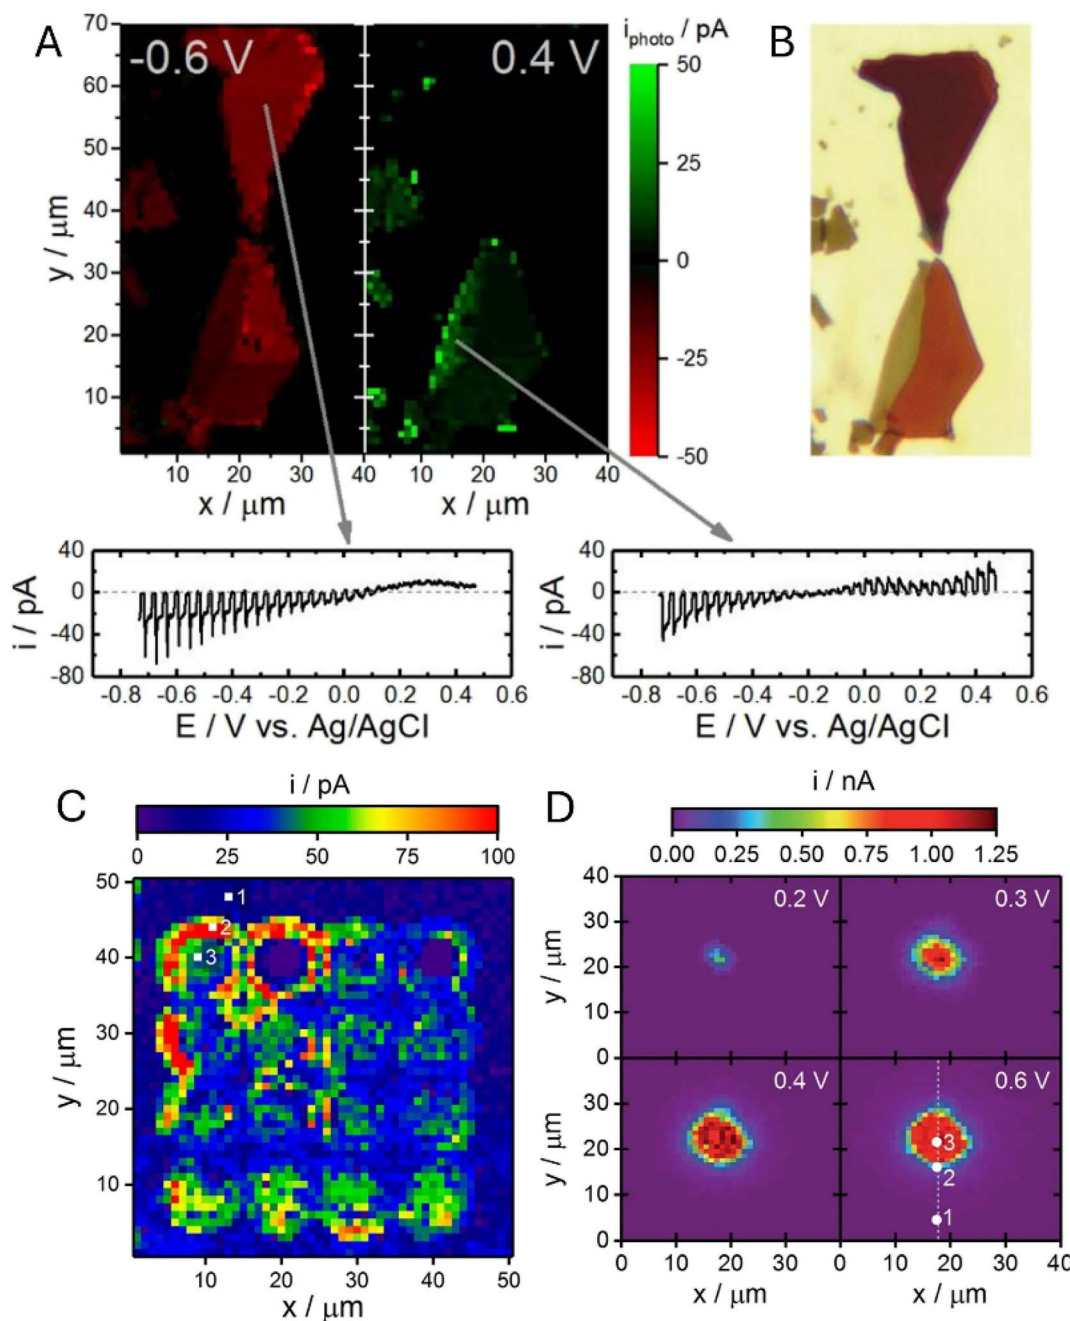 A
-0.6 V
0.4 V
i photo / pA
B
70
60
50
40
30
20
10
y / μm
10 20 30 40
10 20 30 40
x / μm
x / μm
50
25
0
-25
-50
40
0
-40
-80
i / pA
-0.8 -0.6 -0.4 -0.2 0.0 0.2 0.4 0.6
E / V vs. Ag/AgCl
40
0
-40
-80
i / pA
-0.8 -0.6 -0.4 -0.2 0.0 0.2 0.4 0.6
E / V vs. Ag/AgCl
C
i / pA
0 25 50 75 100
50
40
30
20
10
y / μm
1
2
3
10 20 30 40 50
x / μm
D
i / nA
0.00 0.25 0.50 0.75 1.00 1.25
40
30
20
10
0
y / μm
0.2 V
0.3 V
30
20
10
0
y / μm
0.4 V
0.6 V
3
2
1
0 10 20 30 0 10 20 30 40
x / μm
x / μm